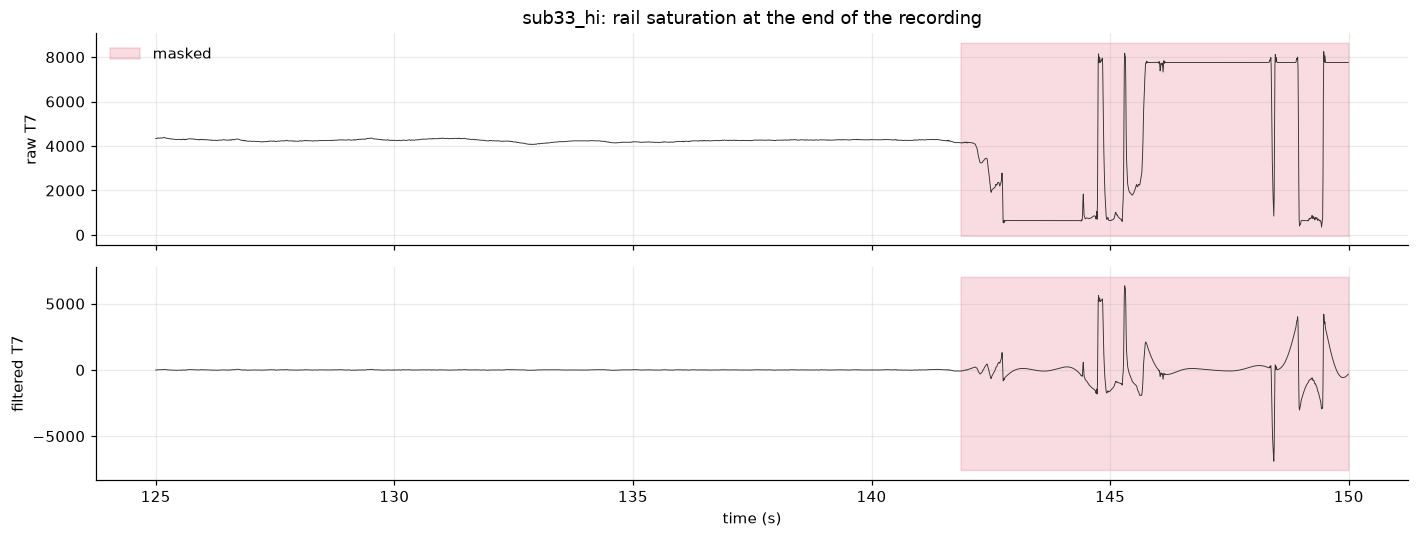 sub33_hi: rail saturation at the end of the recording
masked
raw T7
8000
6000
4000
2000
0
filtered T7
5000
0
−5000
125
130
135
140
145
150
time (s)